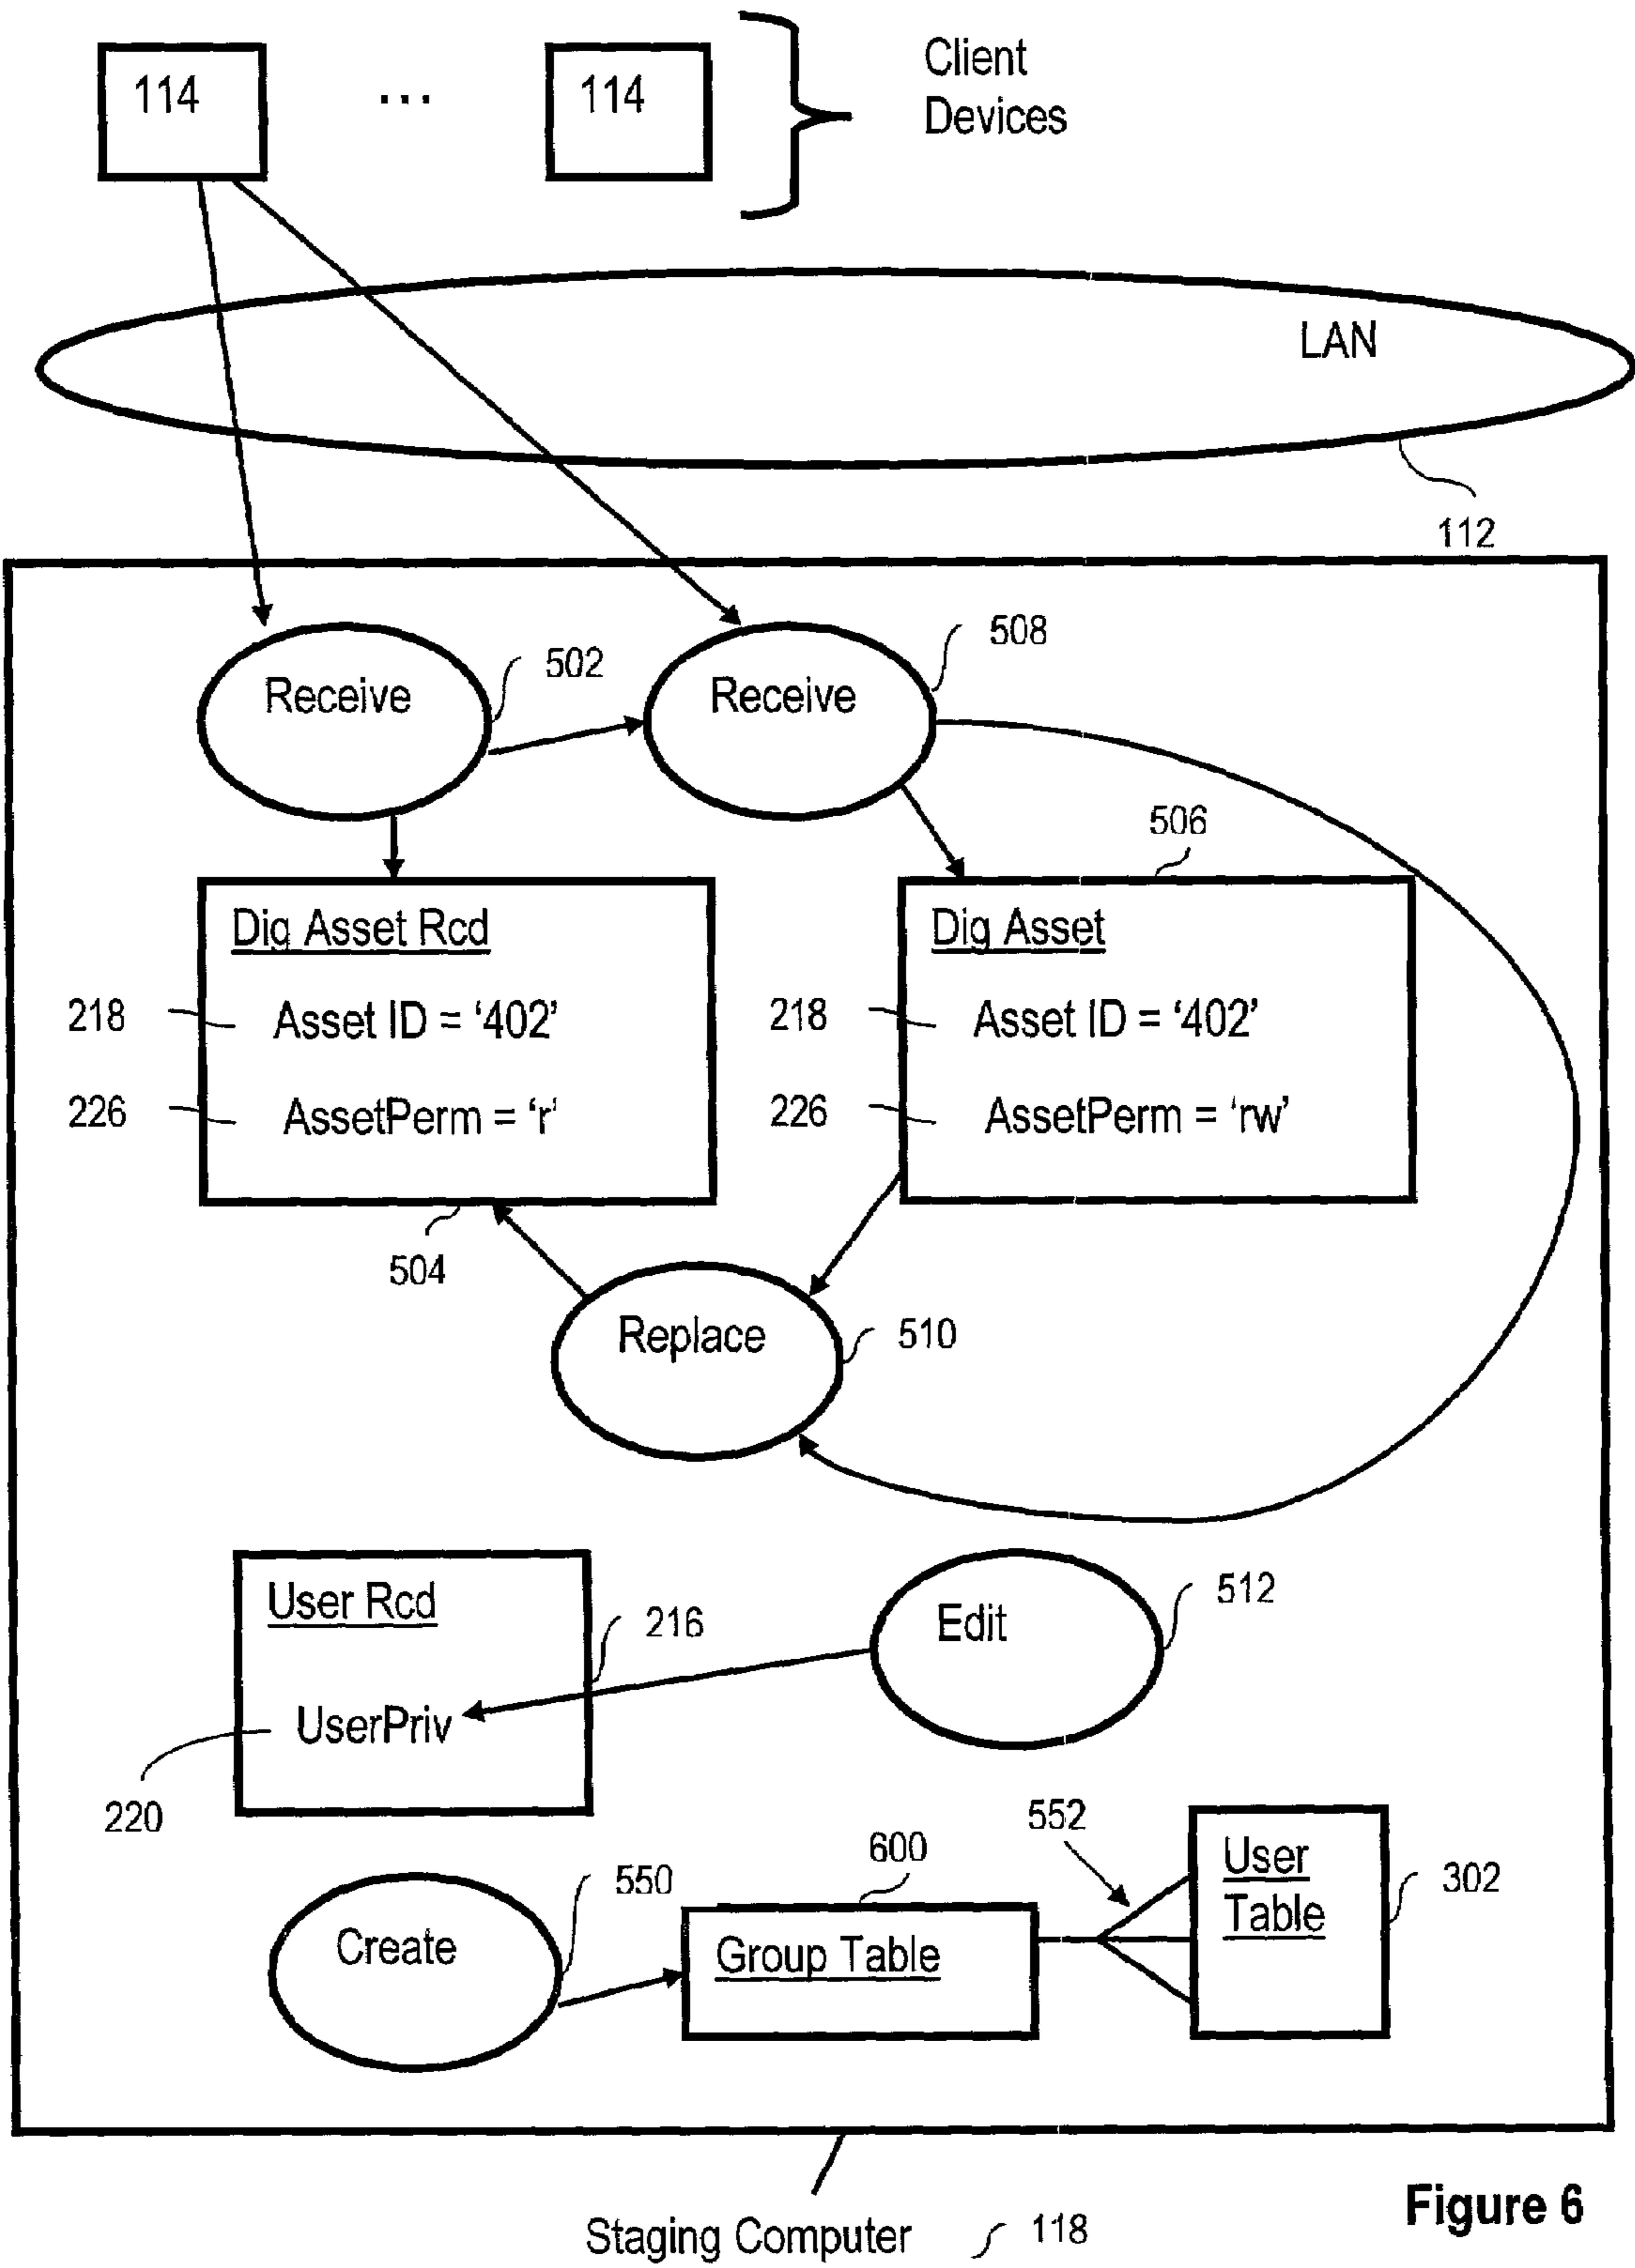 114
...
114
Client
Devices
LAN
112
Receive
502
Receive
508
506
Dig Asset Rcd
218
Asset ID = ‘402’
226
AssetPerm = ‘r’
504
Dig Asset
218
Asset ID = ‘402’
226
AssetPerm = ‘rw’
Replace
510
User Rcd
216
UserPriv
220
Edit
512
Create
550
600
Group Table
552
User
Table
302
Staging Computer
118
Figure 6